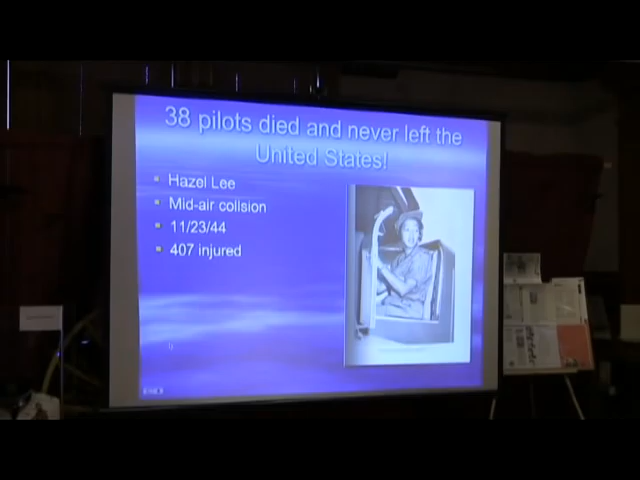 38 pilots died and never left the
United States!
Hazel Lee
Mid-air collsion
11/23/44
407 injured